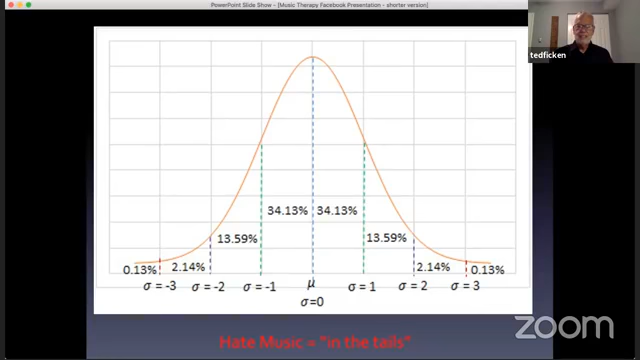 PowerPoint Slide Show - [Music Therapy Facebook Presentation - shorter version]
tedficken
34.13% 34.13%
13.59% 13.59%
0.13% 2.14% 2.14% 0.13%
σ = -3 σ = -2 σ = -1 μ σ = 1 σ = 2 σ = 3
σ=0
zoom
Hate Music = "in the tails"